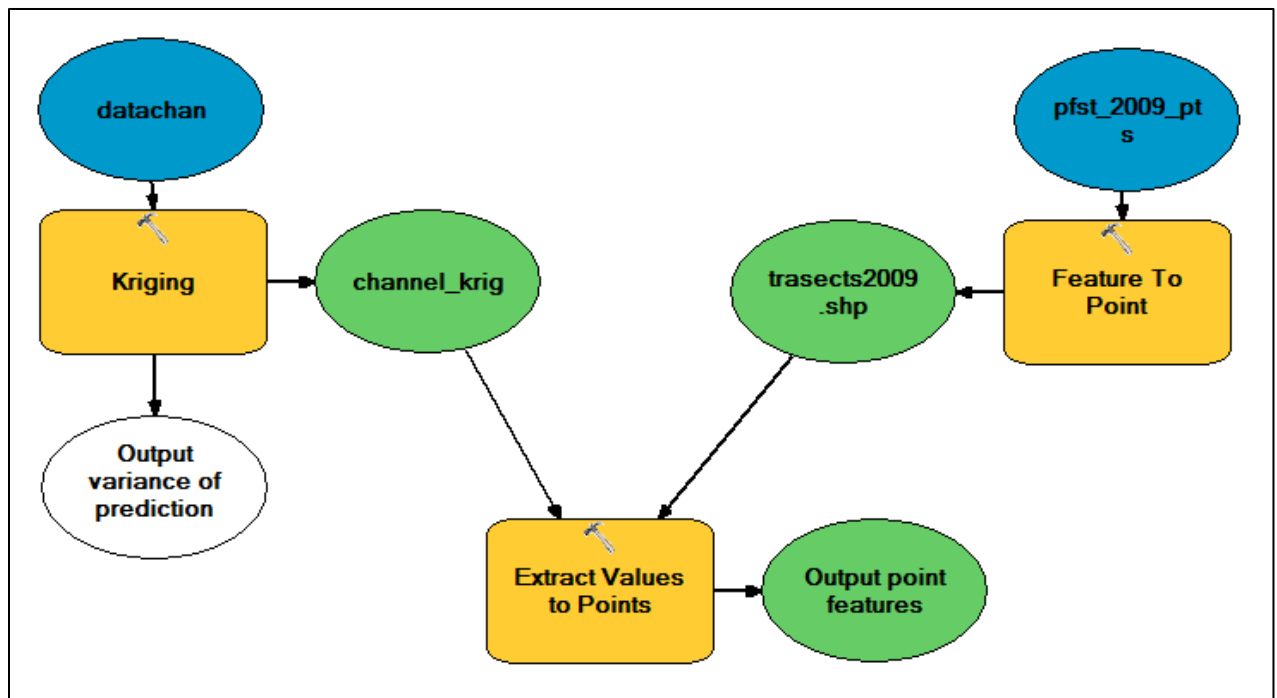 datachan
pfst_2009_pt
s
Kriging
channel_krig
trasects2009
.shp
Feature To
Point
Output
variance of
prediction
Extract Values
to Points
Output point
features